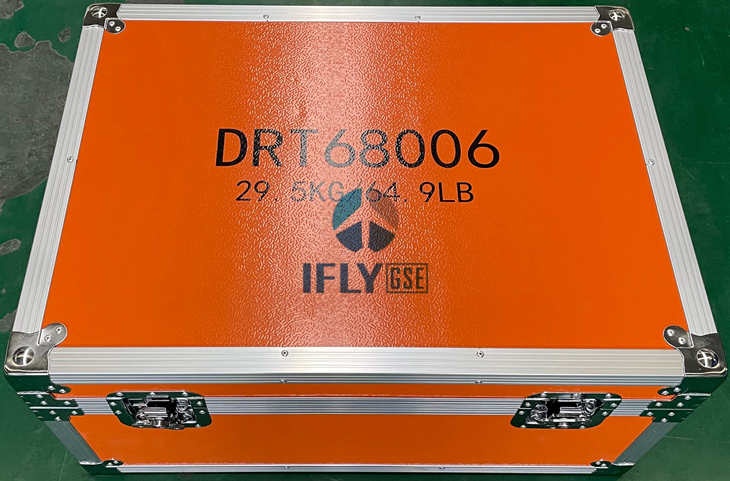 DRT68006
29.5KG 64.9LB
IFLY GSE